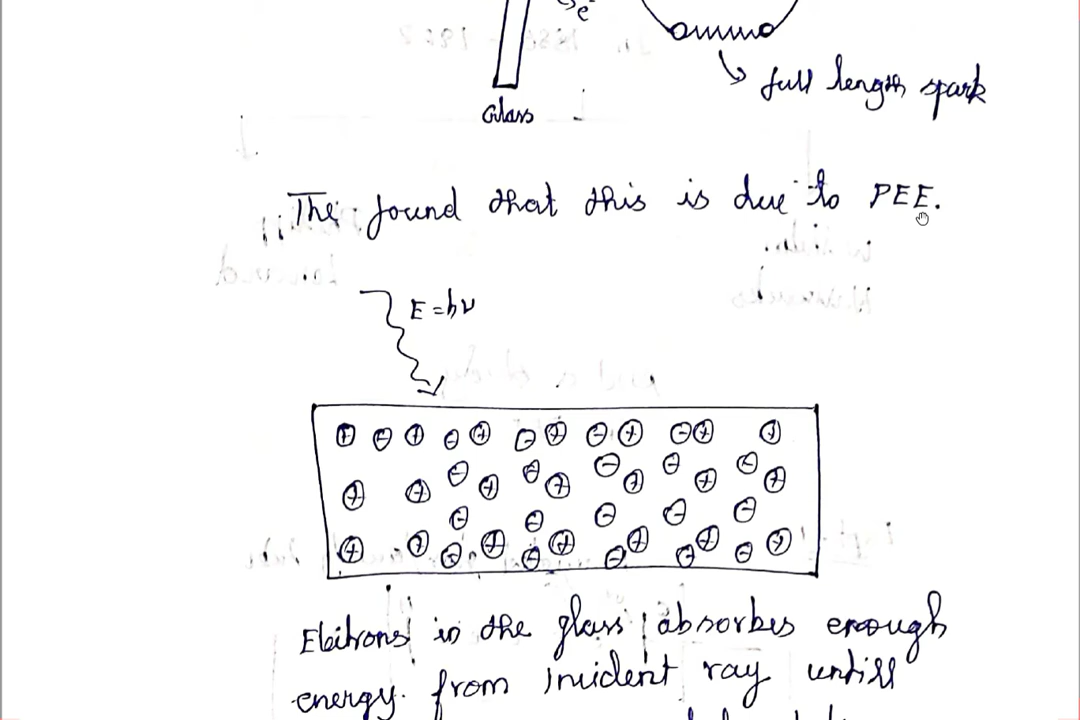 e
full length spark
Glass
The found that this is due to PEE.
E = hν
Elctrons in the glass absorbes enough
energy from incident ray untill